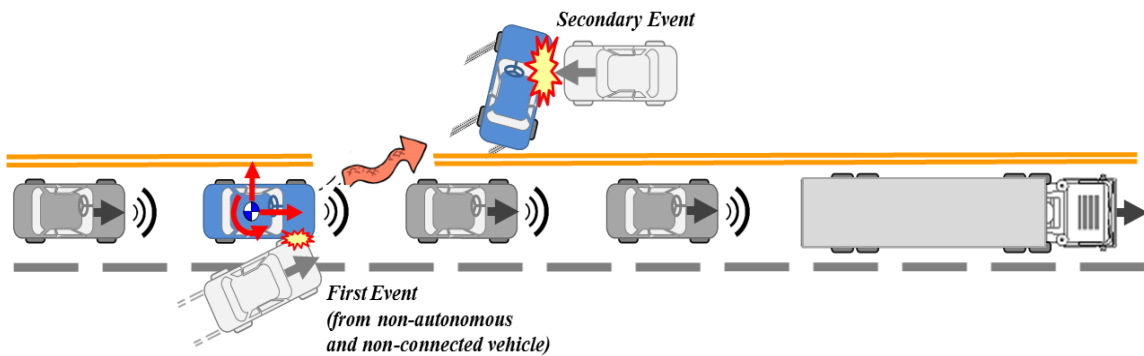 Secondary Event
First Event
(from non-autonomous
and non-connected vehicle)